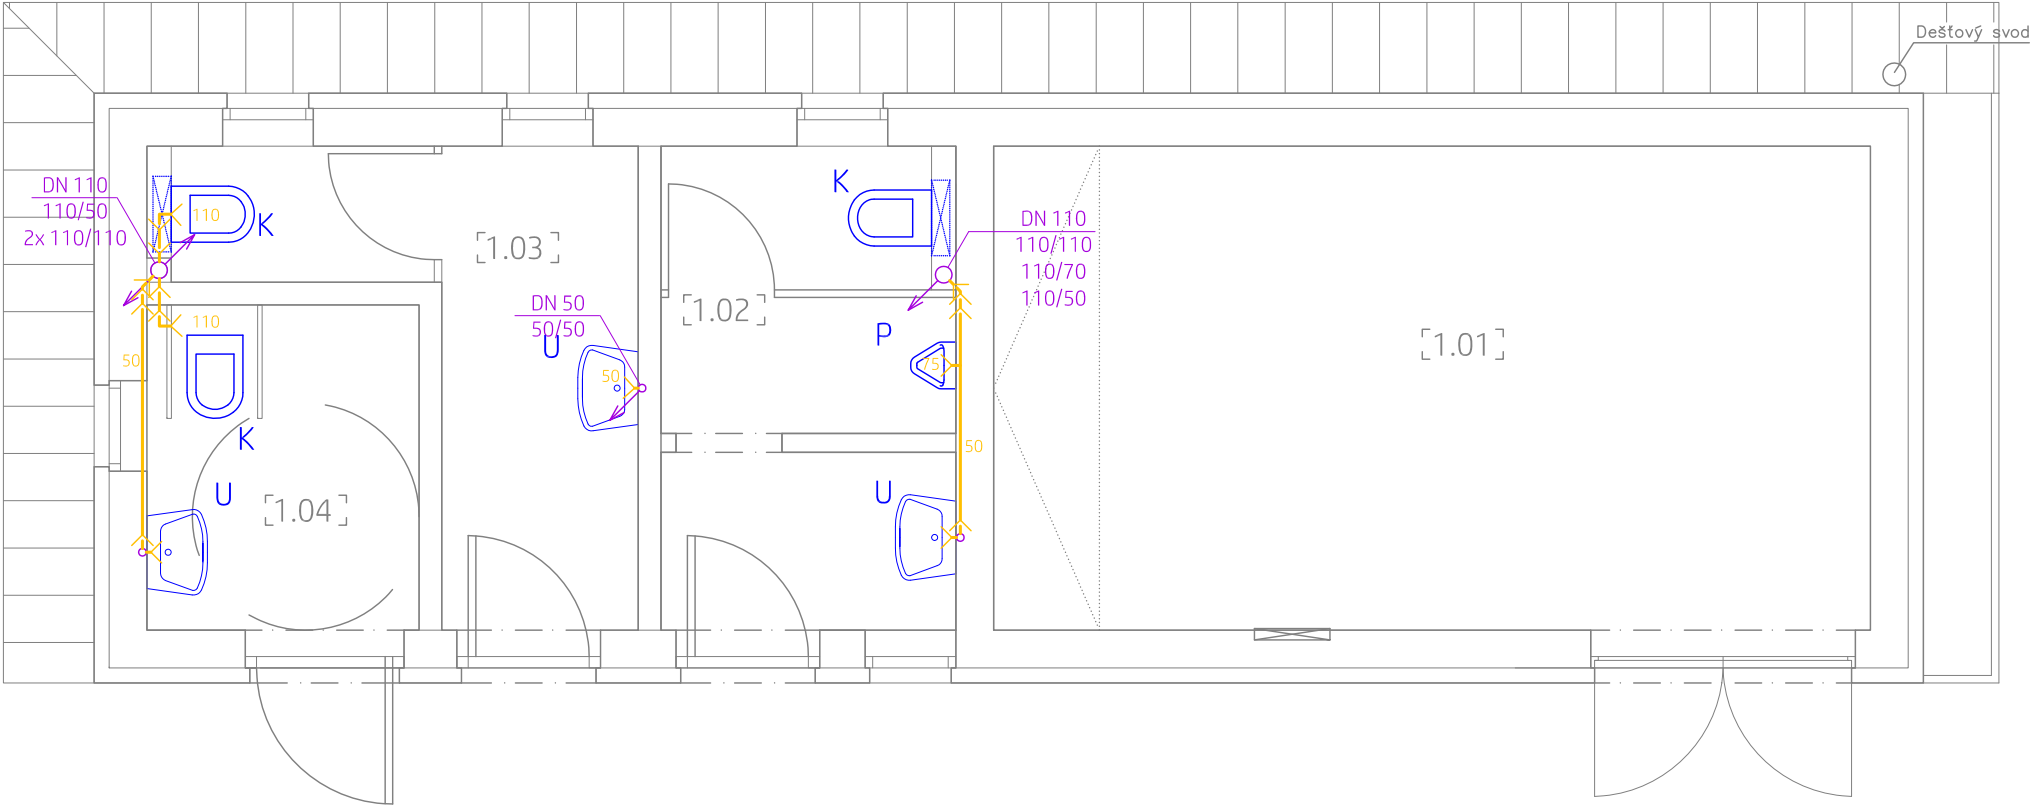 Dešťový svod
K
DN 110
110/50
2x 110/110
110
K
DN 110
110/110
110/70
110/50
[1.03]
[1.02]
DN 50
50/50
110
P
U
[1.01]
50
75
50
K
50
U
U
[1.04]